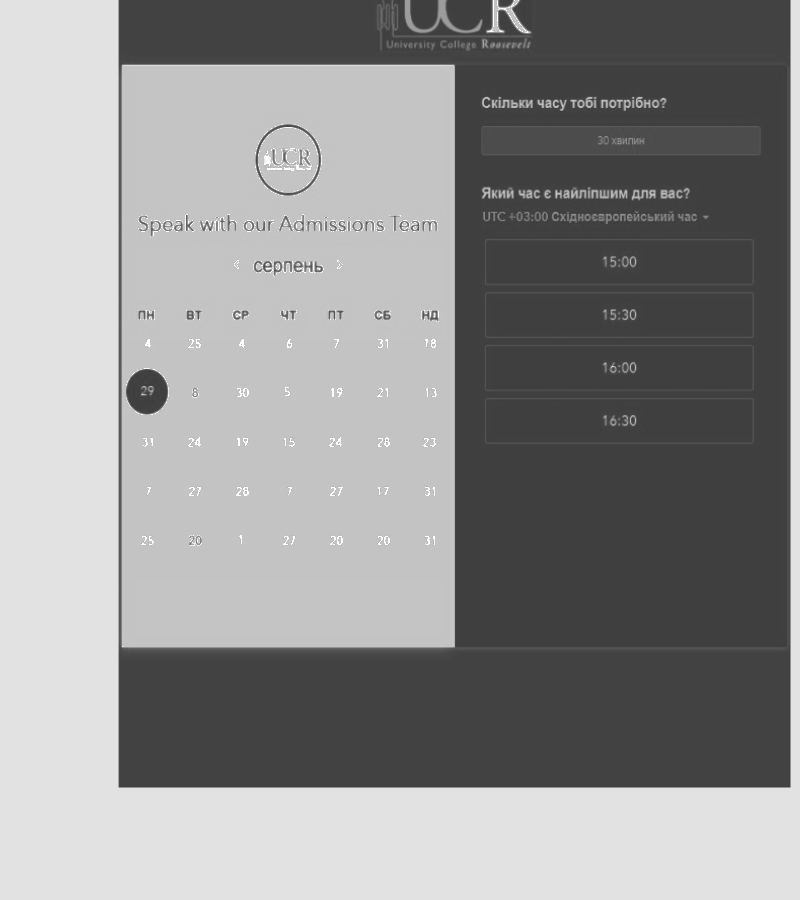 UCR
University College Roosevelt
UCR
Speak with our Admissions Team
серпень
ПН ВТ СР ЧТ ПТ СБ НД
4 25 4 6 7 31 18
29 8 30 5 19 21 13
31 24 19 15 24 28 23
7 27 28 7 27 17 31
25 20 1 27 20 20 31
Скільки часу тобі потрібно?
30 хвилин
Який час є найліпшим для вас?
UTC +03:00 Східноєвропейський час
15:00
15:30
16:00
16:30